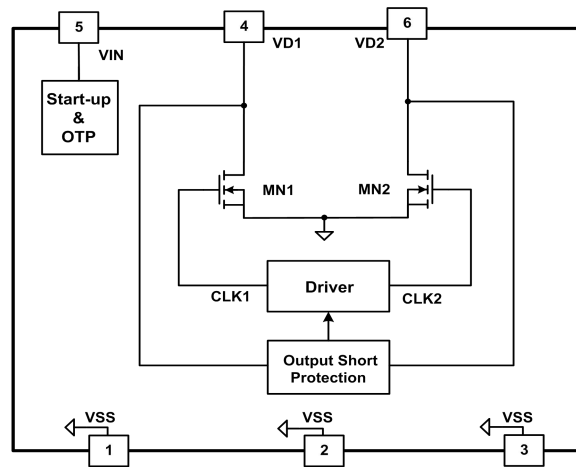 5
4
6
VIN
VD1
VD2
Start-up
&
OTP
MN1
MN2
CLK1
Driver
CLK2
Output Short
Protection
VSS
VSS
VSS
1
2
3